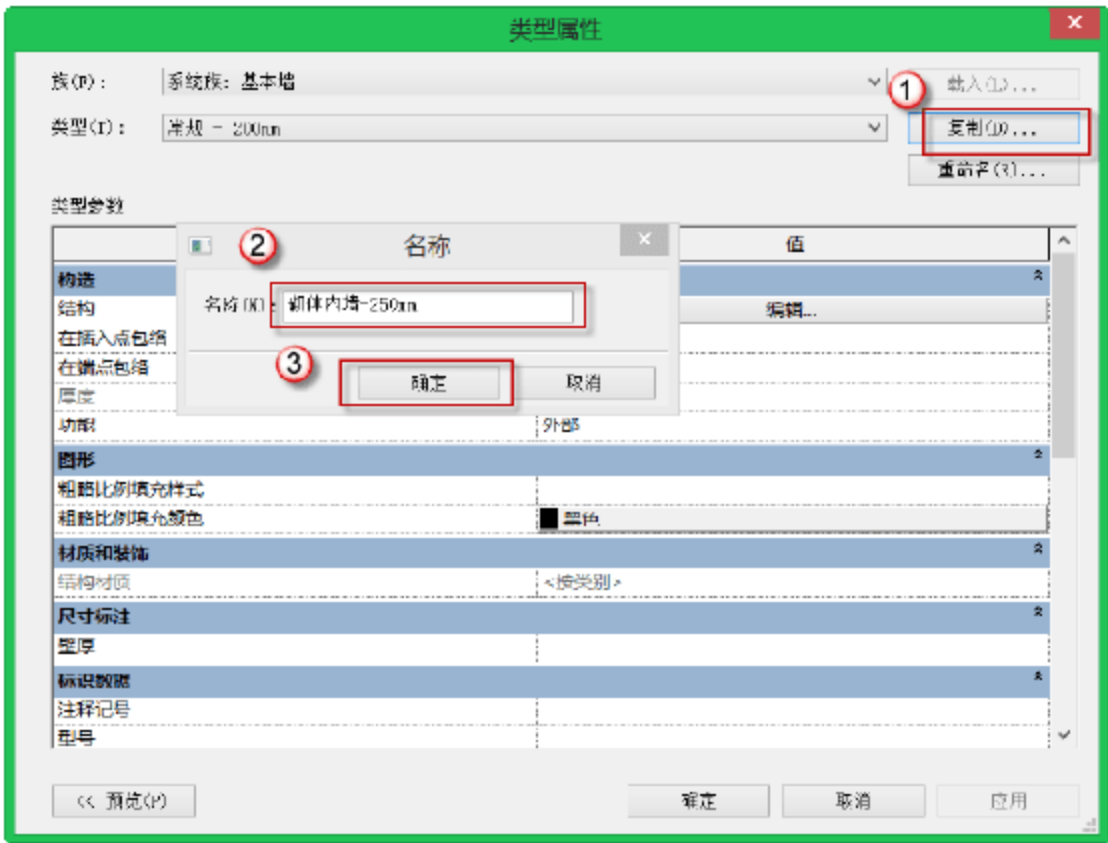 类型属性
族(F): 系统族: 基本墙 载入(L)...
① 
类型(T): 常规 - 200mm 复制(D)...
重命名(R)...
类型参数
值
② 名称
名称(N): 砌体内墙-250mm
③ 确定 取消
构造
结构 编辑...
在插入点包络
在端点包络
厚度
功能 外部
图形
粗略比例填充样式
粗略比例填充颜色 黑色
材质和装饰
结构材质 <按类别>
尺寸标注
壁厚
标识数据
注释记号
型号
<< 预览(P) 确定 取消 应用